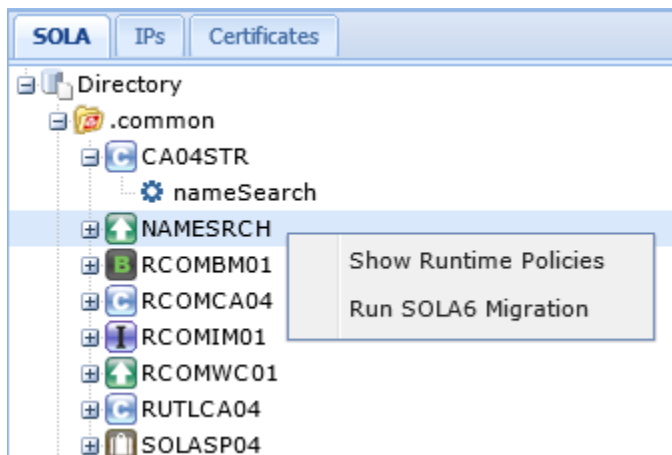 SOLA IPs Certificates
Directory
.common
C CA04STR
nameSearch
NAMESRCH
Show Runtime Policies
B RCOMBM01
C RCOMCA04
Run SOLA6 Migration
I RCOMIM01
RCOMWC01
C RUTLCA04
SOLASP04